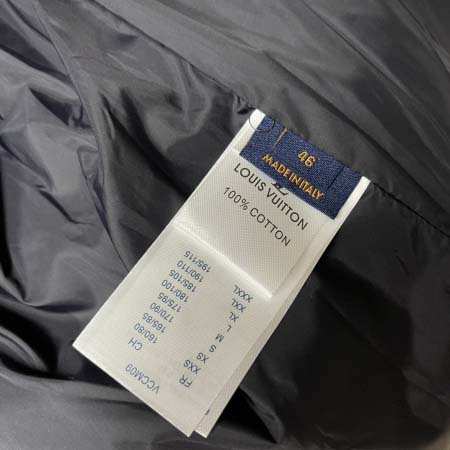 46
MADE IN ITALY
LOUIS VUITTON
100% COTTON
VCCM09
FR CH
XXS 160/80
XS 165/85
S 170/90
M 175/95
L 180/100
XL 185/105
XXL 190/110
XXXL 195/115